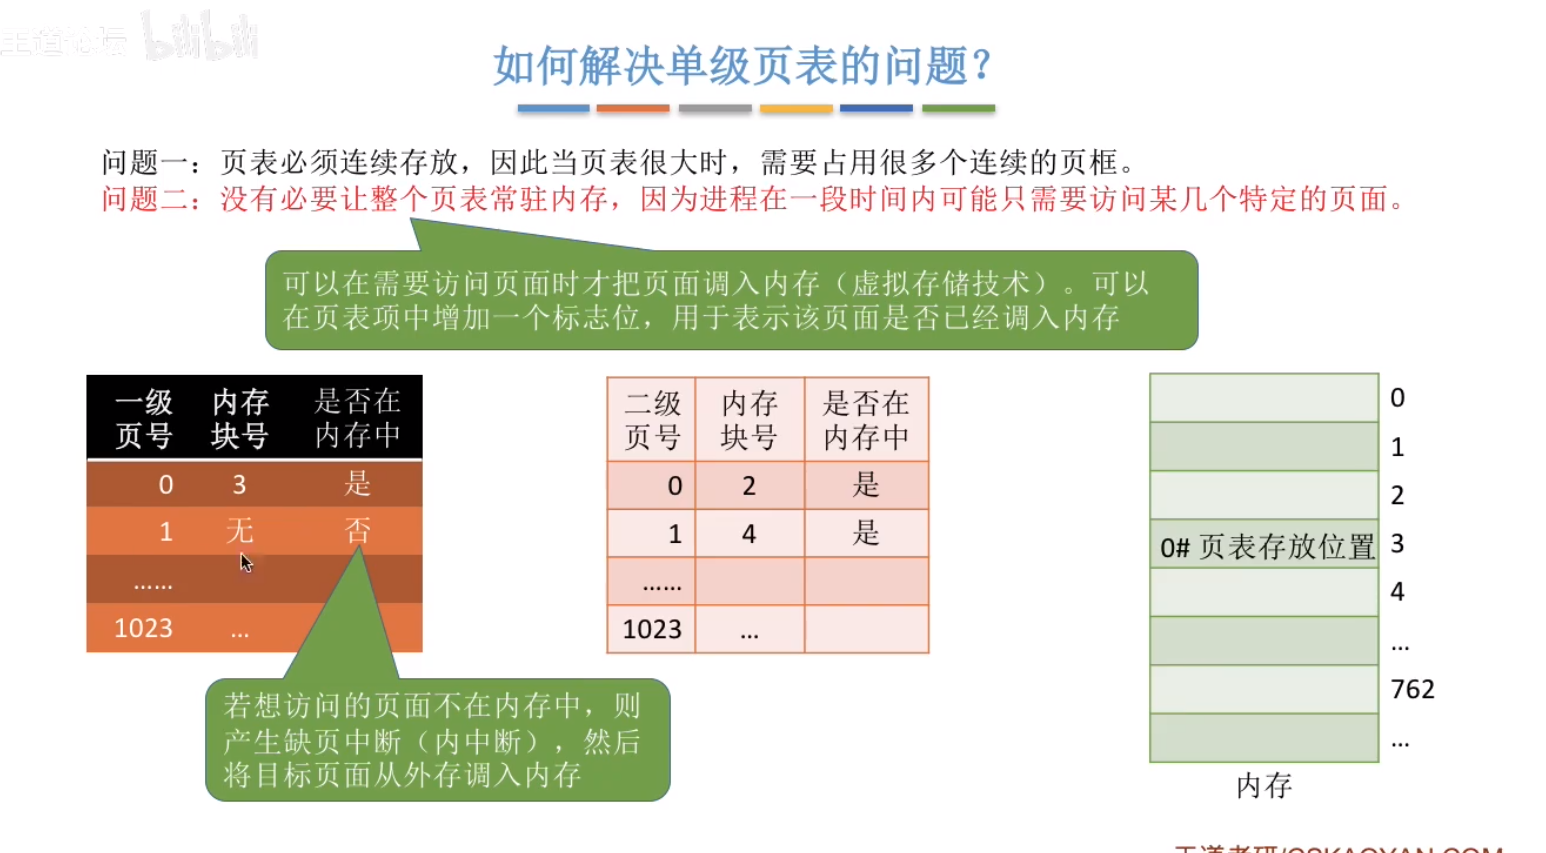 王道论坛 bilibili
如何解决单级页表的问题？
问题一：页表必须连续存放，因此当页表很大时，需要占用很多个连续的页框。
问题二：没有必要让整个页表常驻内存，因为进程在一段时间内可能只需要访问某几个特定的页面。
可以在需要访问页面时才把页面调入内存（虚拟存储技术）。可以
在页表项中增加一个标志位，用于表示该页面是否已经调入内存
一级 内存 是否在
页号 块号 内存中
0 3 是
1 无 否
……
1023 …
若想访问的页面不在内存中，则
产生缺页中断（内中断），然后
将目标页面从外存调入内存
二级 内存 是否在
页号 块号 内存中
0 2 是
1 4 是
……
1023 …
0
1
2
0# 页表存放位置 3
4
…
762
…
内存
王道考研/CSKAOYAN.COM